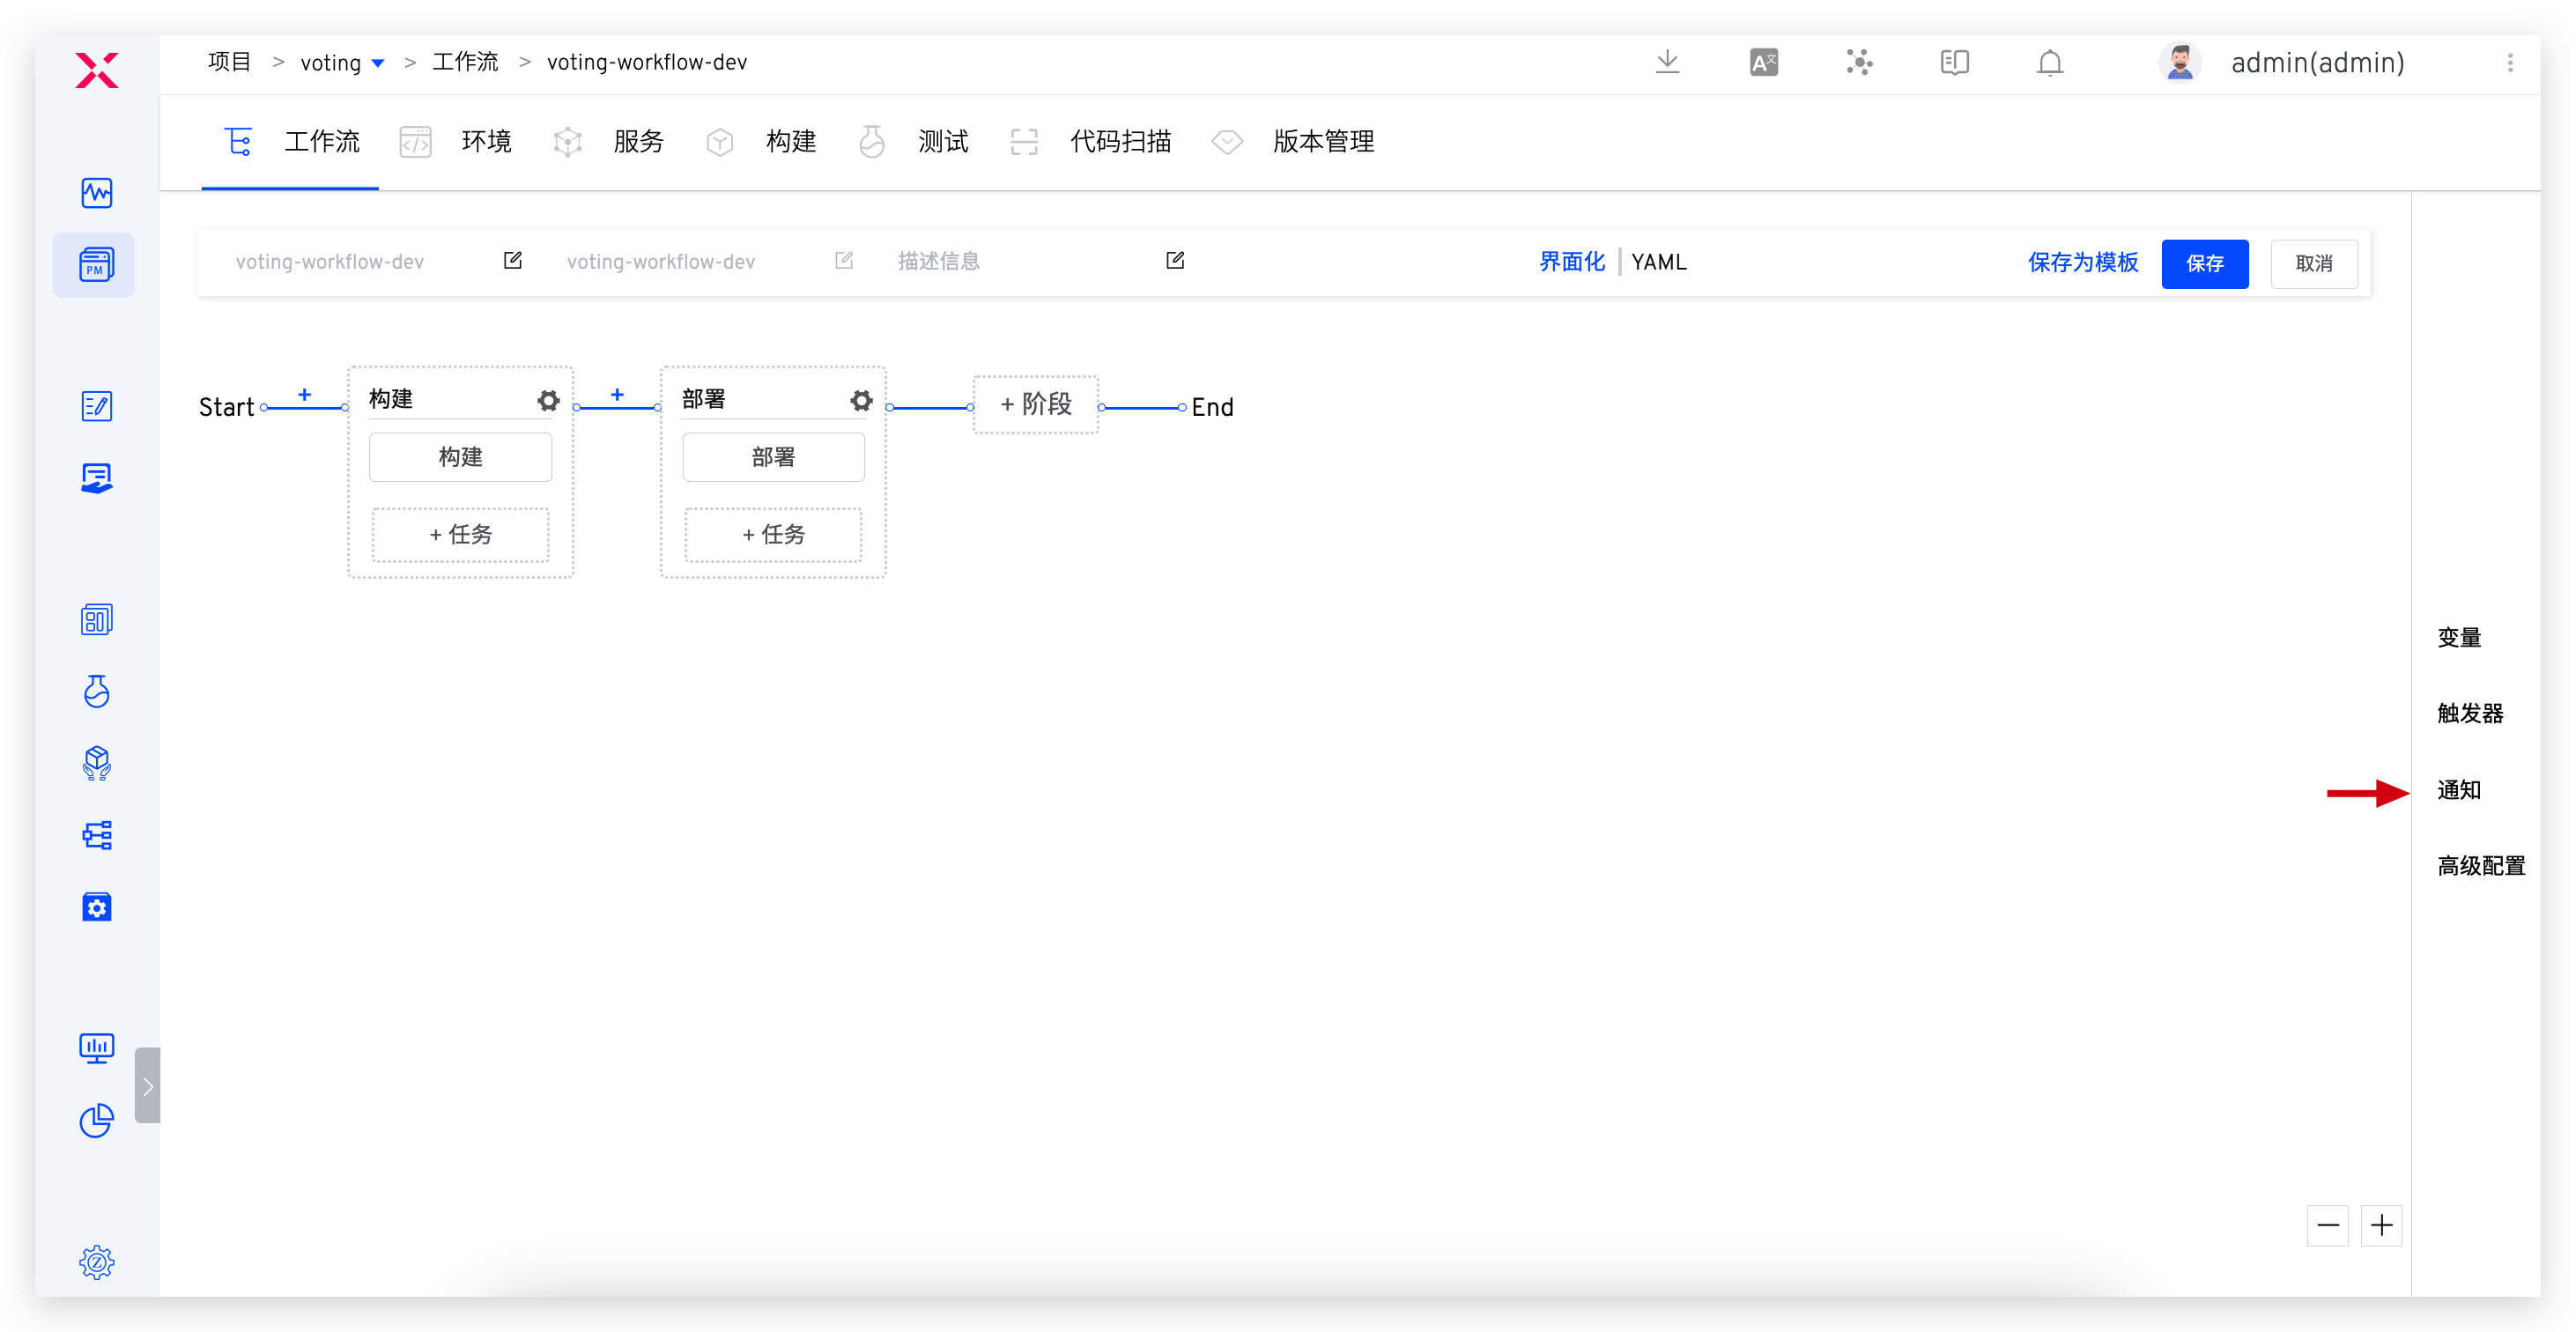 项目 > voting > 工作流 > voting-workflow-dev
admin(admin)
工作流 环境 服务 构建 测试 代码扫描 版本管理
voting-workflow-dev voting-workflow-dev 描述信息 界面化 YAML 保存为模板 保存 取消
Start + 构建 + 部署 + 阶段 End
构建 部署
+ 任务 + 任务
变量
触发器
通知
高级配置
PM